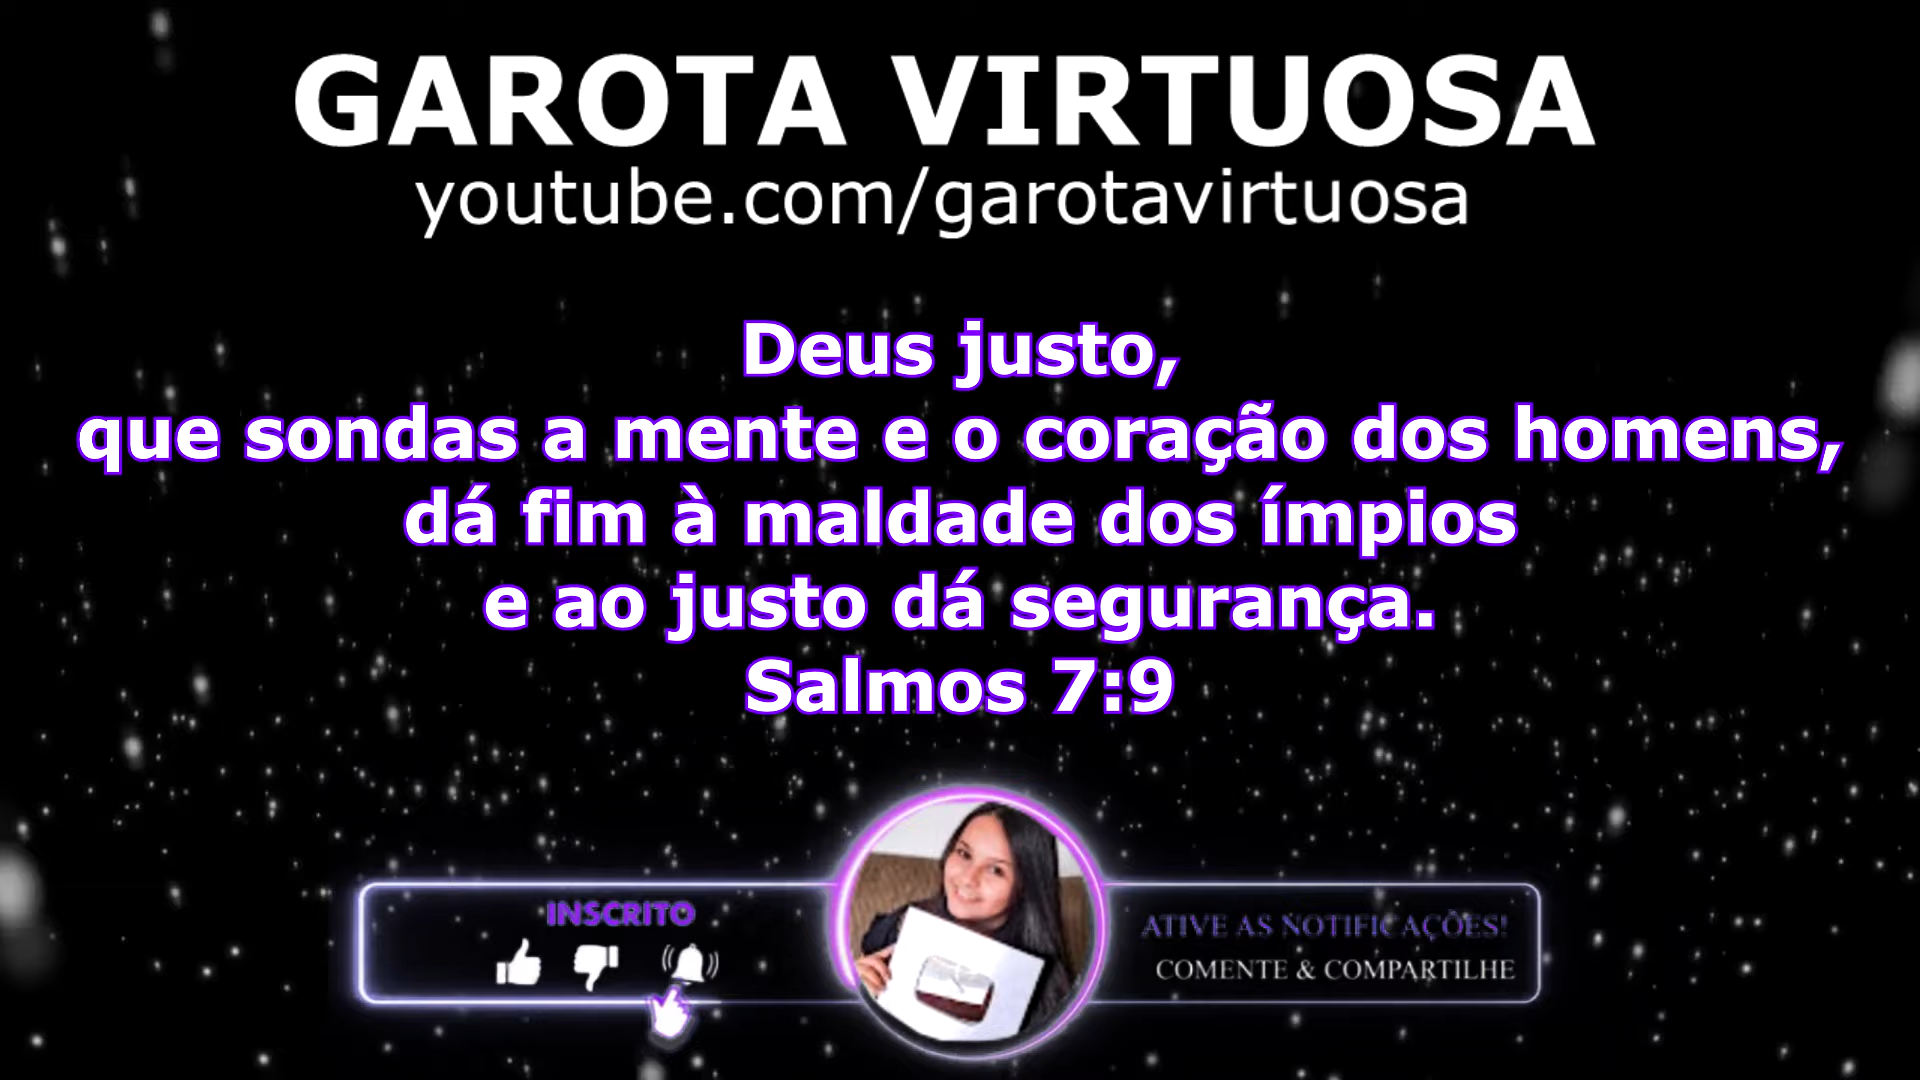 GAROTA VIRTUOSA
youtube.com/garotavirtuosa
Deus justo,
que sondas a mente e o coração dos homens,
dá fim à maldade dos ímpios
e ao justo dá segurança.
Salmos 7:9
INSCRITO
ATIVE AS NOTIFICAÇÕES!
COMENTE & COMPARTILHE